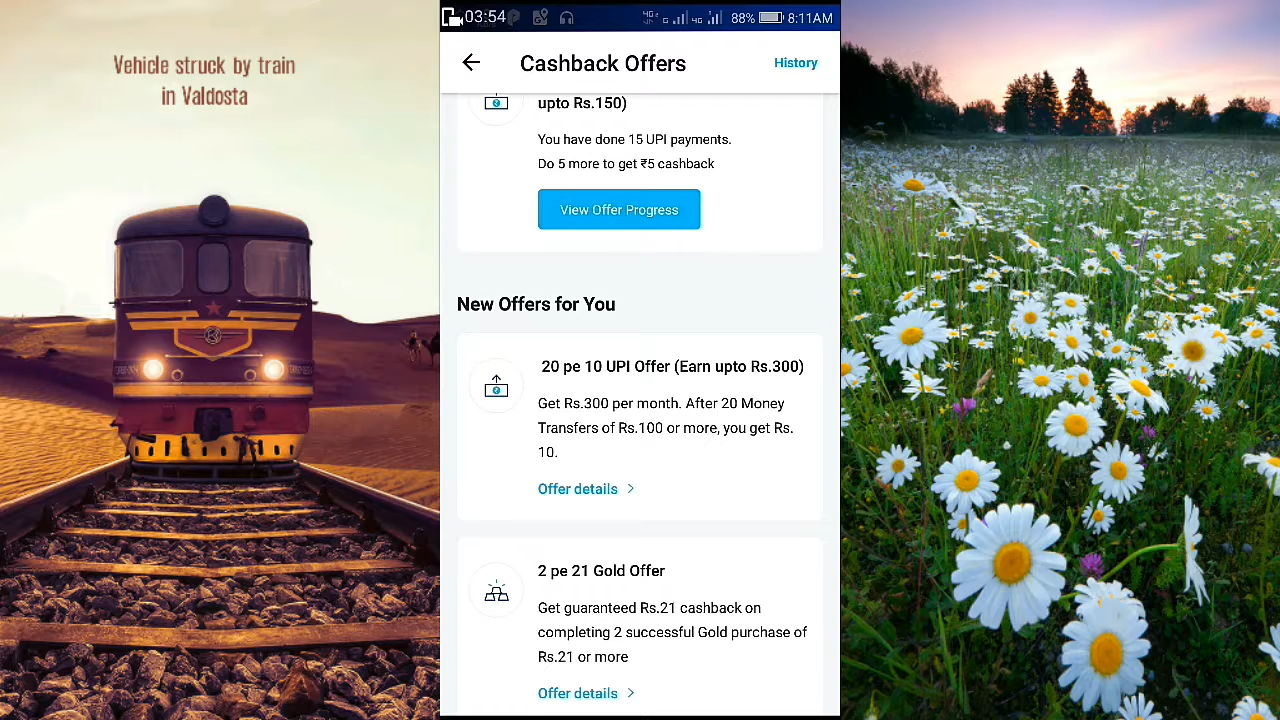 Vehicle struck by train
in Valdosta
03:54
88%
8:11AM
Cashback Offers
History
upto Rs.150)
You have done 15 UPI payments.
Do 5 more to get ₹5 cashback
View Offer Progress
New Offers for You
20 pe 10 UPI Offer (Earn upto Rs.300)
Get Rs.300 per month. After 20 Money
Transfers of Rs.100 or more, you get Rs.
10.
Offer details
2 pe 21 Gold Offer
Get guaranteed Rs.21 cashback on
completing 2 successful Gold purchase of
Rs.21 or more
Offer details